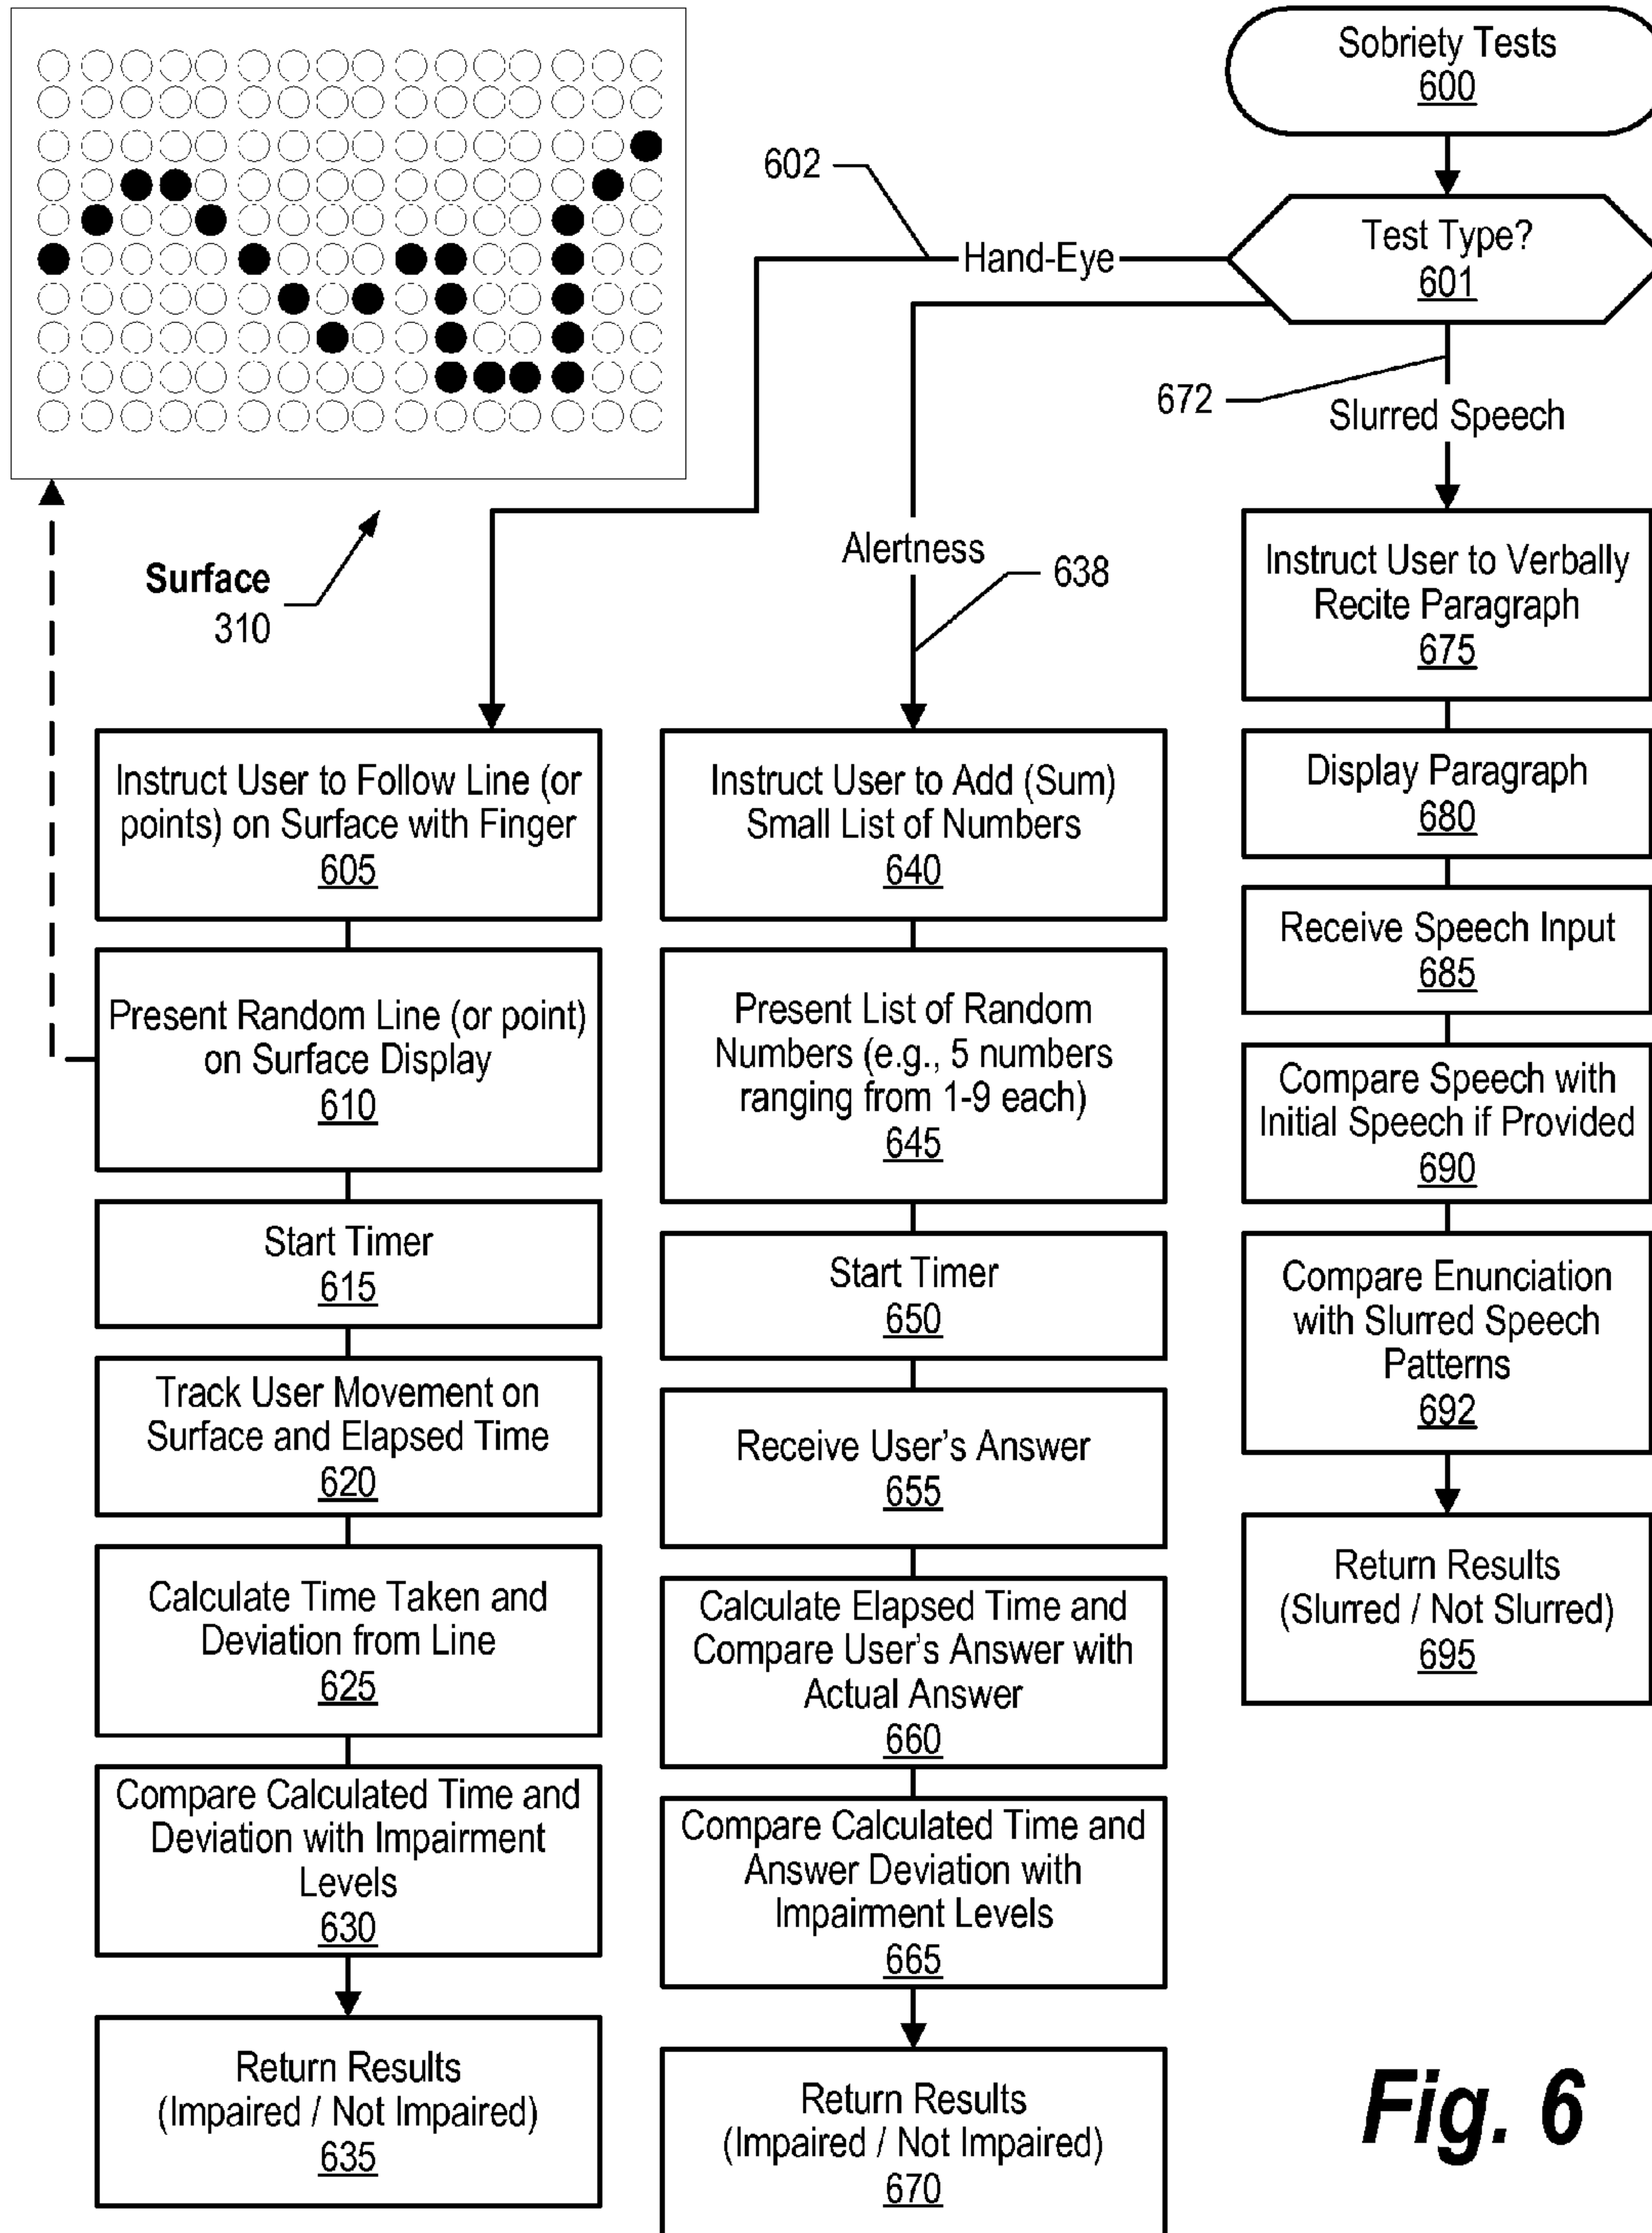 Sobriety Tests
600
602
Hand-Eye
Test Type?
601
672
Slurred Speech
Alertness
638
Surface
310
Instruct User to Follow Line (or
points) on Surface with Finger
605
Present Random Line (or point)
on Surface Display
610
Start Timer
615
Track User Movement on
Surface and Elapsed Time
620
Calculate Time Taken and
Deviation from Line
625
Compare Calculated Time and
Deviation with Impairment
Levels
630
Return Results
(Impaired / Not Impaired)
635
Instruct User to Add (Sum)
Small List of Numbers
640
Present List of Random
Numbers (e.g., 5 numbers
ranging from 1-9 each)
645
Start Timer
650
Receive User's Answer
655
Calculate Elapsed Time and
Compare User's Answer with
Actual Answer
660
Compare Calculated Time and
Answer Deviation with
Impairment Levels
665
Return Results
(Impaired / Not Impaired)
670
Instruct User to Verbally
Recite Paragraph
675
Display Paragraph
680
Receive Speech Input
685
Compare Speech with
Initial Speech if Provided
690
Compare Enunciation
with Slurred Speech
Patterns
692
Return Results
(Slurred / Not Slurred)
695
Fig. 6